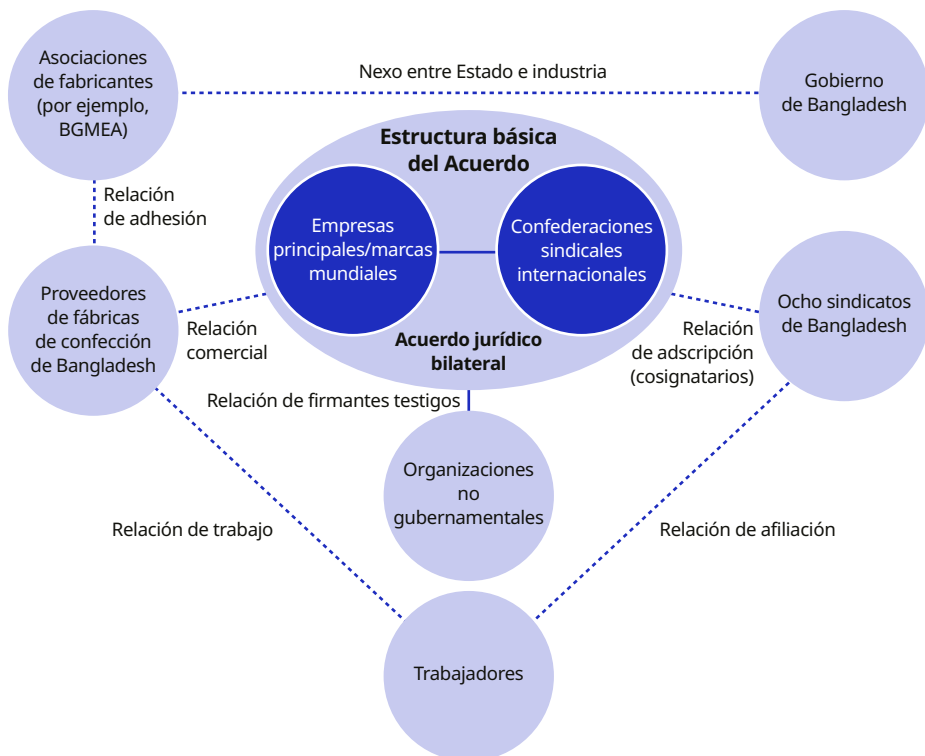 Asociaciones
de fabricantes
(por ejemplo,
BGMEA)
Nexo entre Estado e industria
Gobierno
de Bangladesh
Estructura básica
del Acuerdo
Relación
de adhesión
Empresas
principales/marcas
mundiales
Confederaciones
sindicales
internacionales
Proveedores
de fábricas
de confección
de Bangladesh
Relación
comercial
Acuerdo jurídico
bilateral
Relación
de adscripción
(cosignatarios)
Ocho sindicatos
de Bangladesh
Relación de firmantes testigos
Organizaciones
no
gubernamentales
Relación de trabajo
Relación de afiliación
Trabajadores